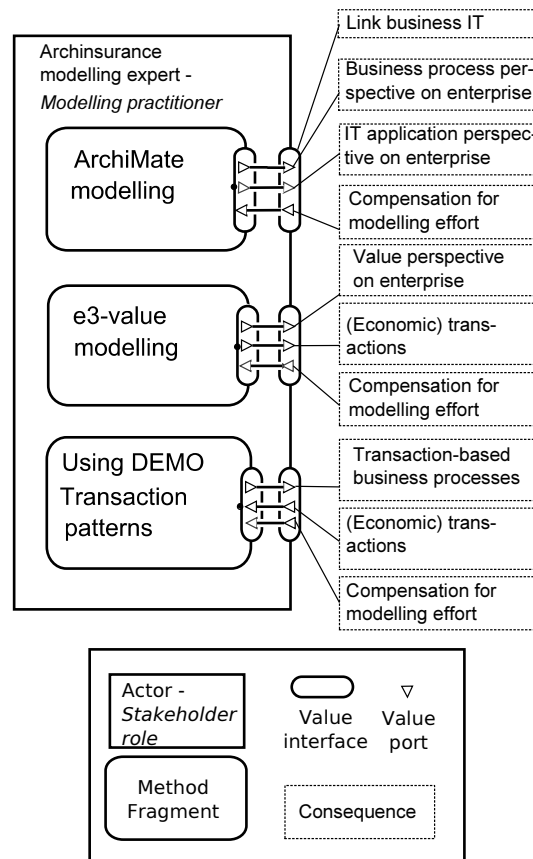 Link business IT
Archinsurance
modelling expert -
Modelling practitioner
Business process per-
spective on enterprise
ArchiMate
modelling
IT application perspec-
tive on enterprise
Compensation for
modelling effort
Value perspective
on enterprise
e3-value
modelling
(Economic) trans-
actions
Compensation for
modelling effort
Using DEMO
Transaction
patterns
Transaction-based
business processes
(Economic) trans-
actions
Compensation for
modelling effort
Actor -
Stakeholder
role
Value
interface
Value
port
Method
Fragment
Consequence